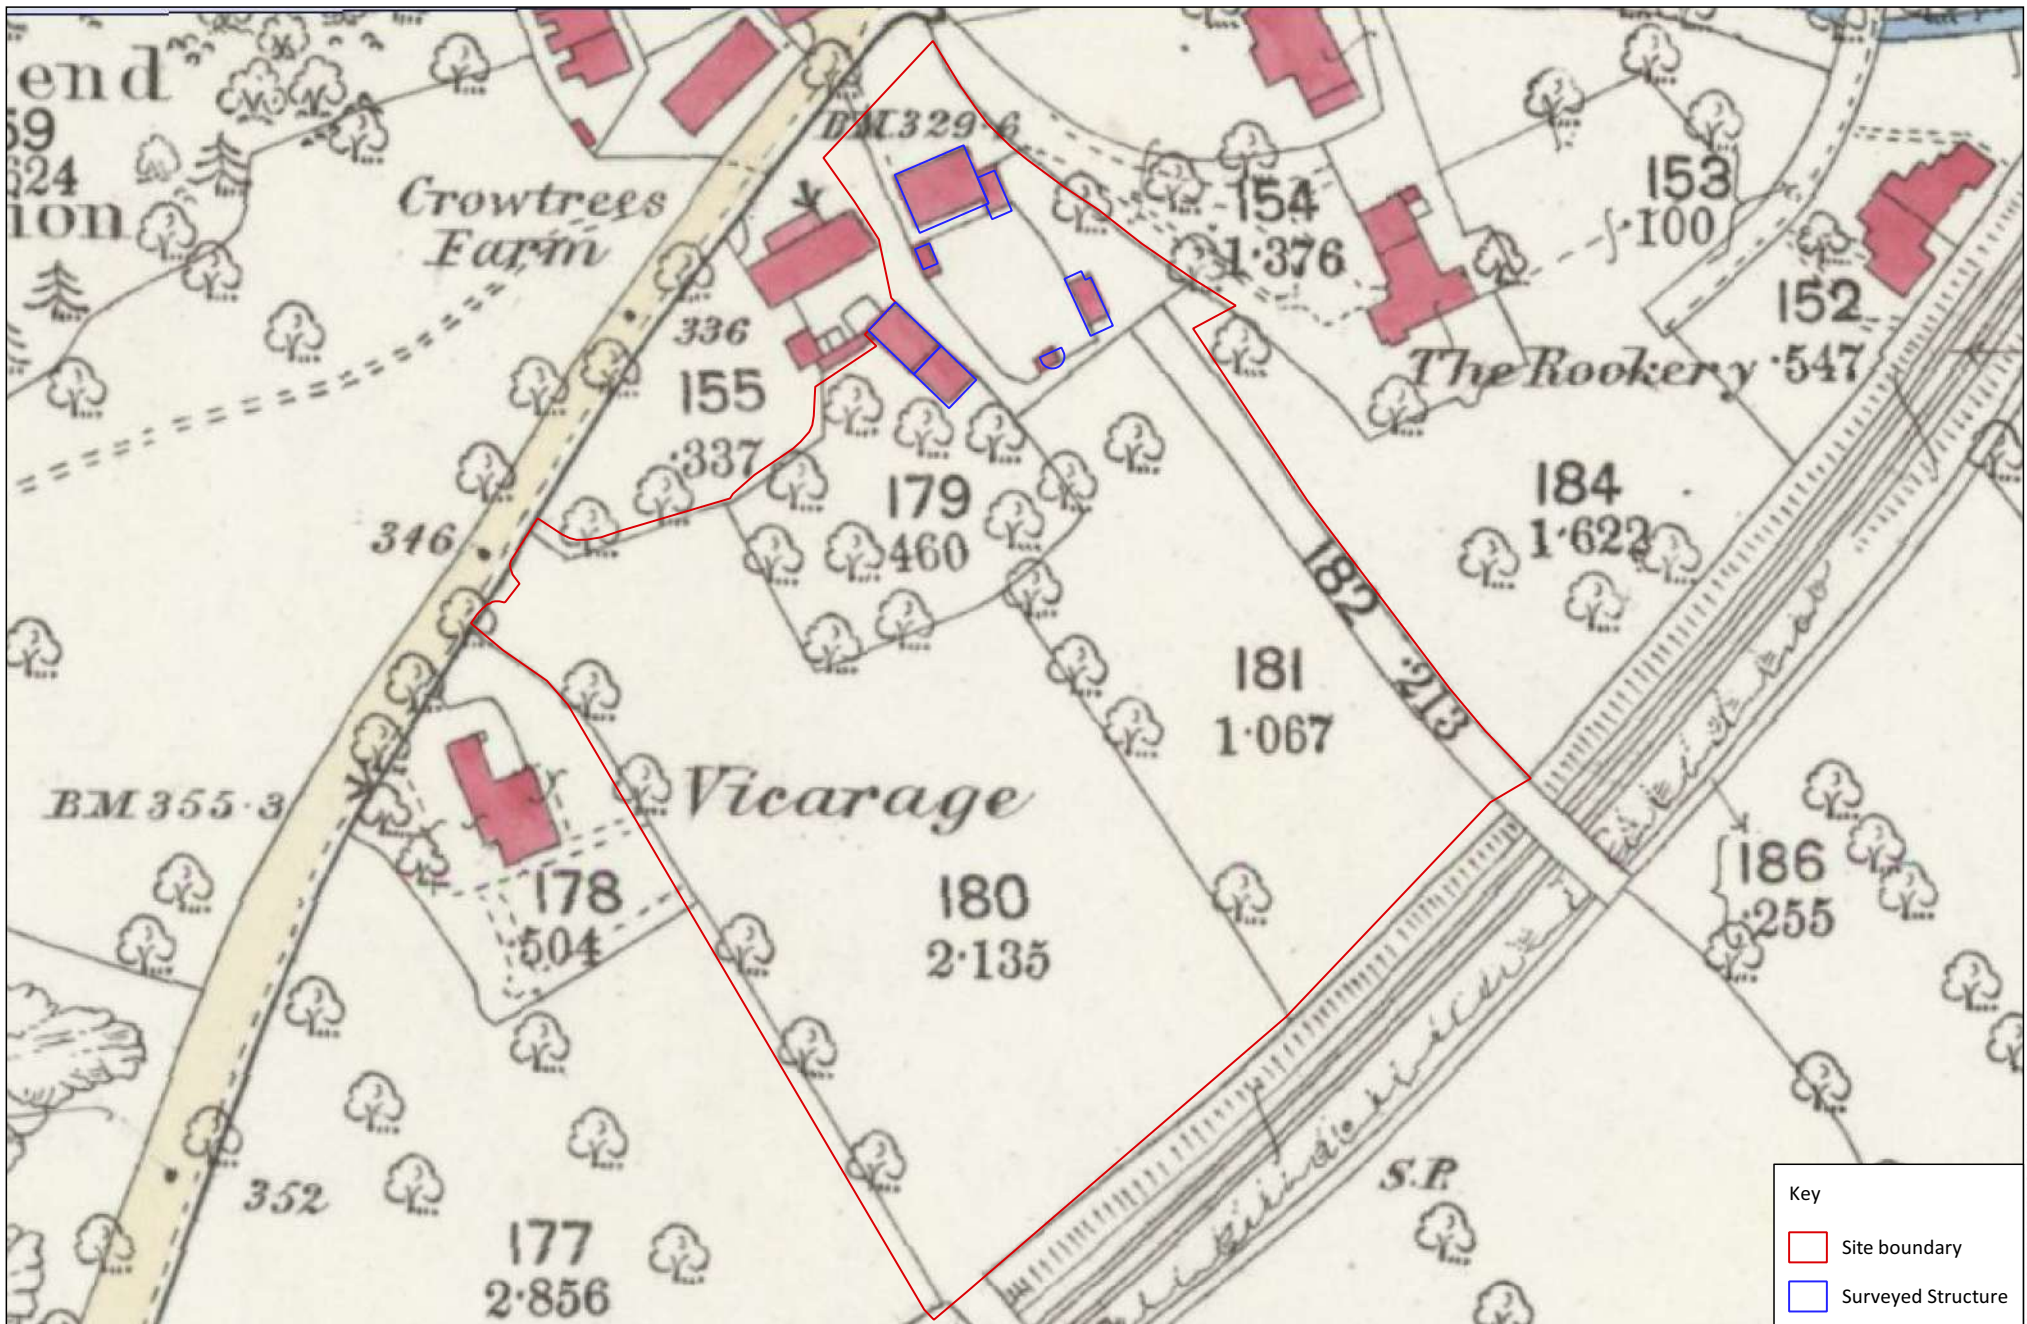 end
59
624
ion
Crowtrees
Farm
BM.329·6
336
155
·337
346
154
1·376
153
·100
152
·547
The Rookery
179
460
184
1·622
182
·213
181
1·067
BM 355·3
Vicarage
178
·504
180
2·135
186
·255
352
177
2·856
S.P.
Key
Site boundary
Surveyed Structure